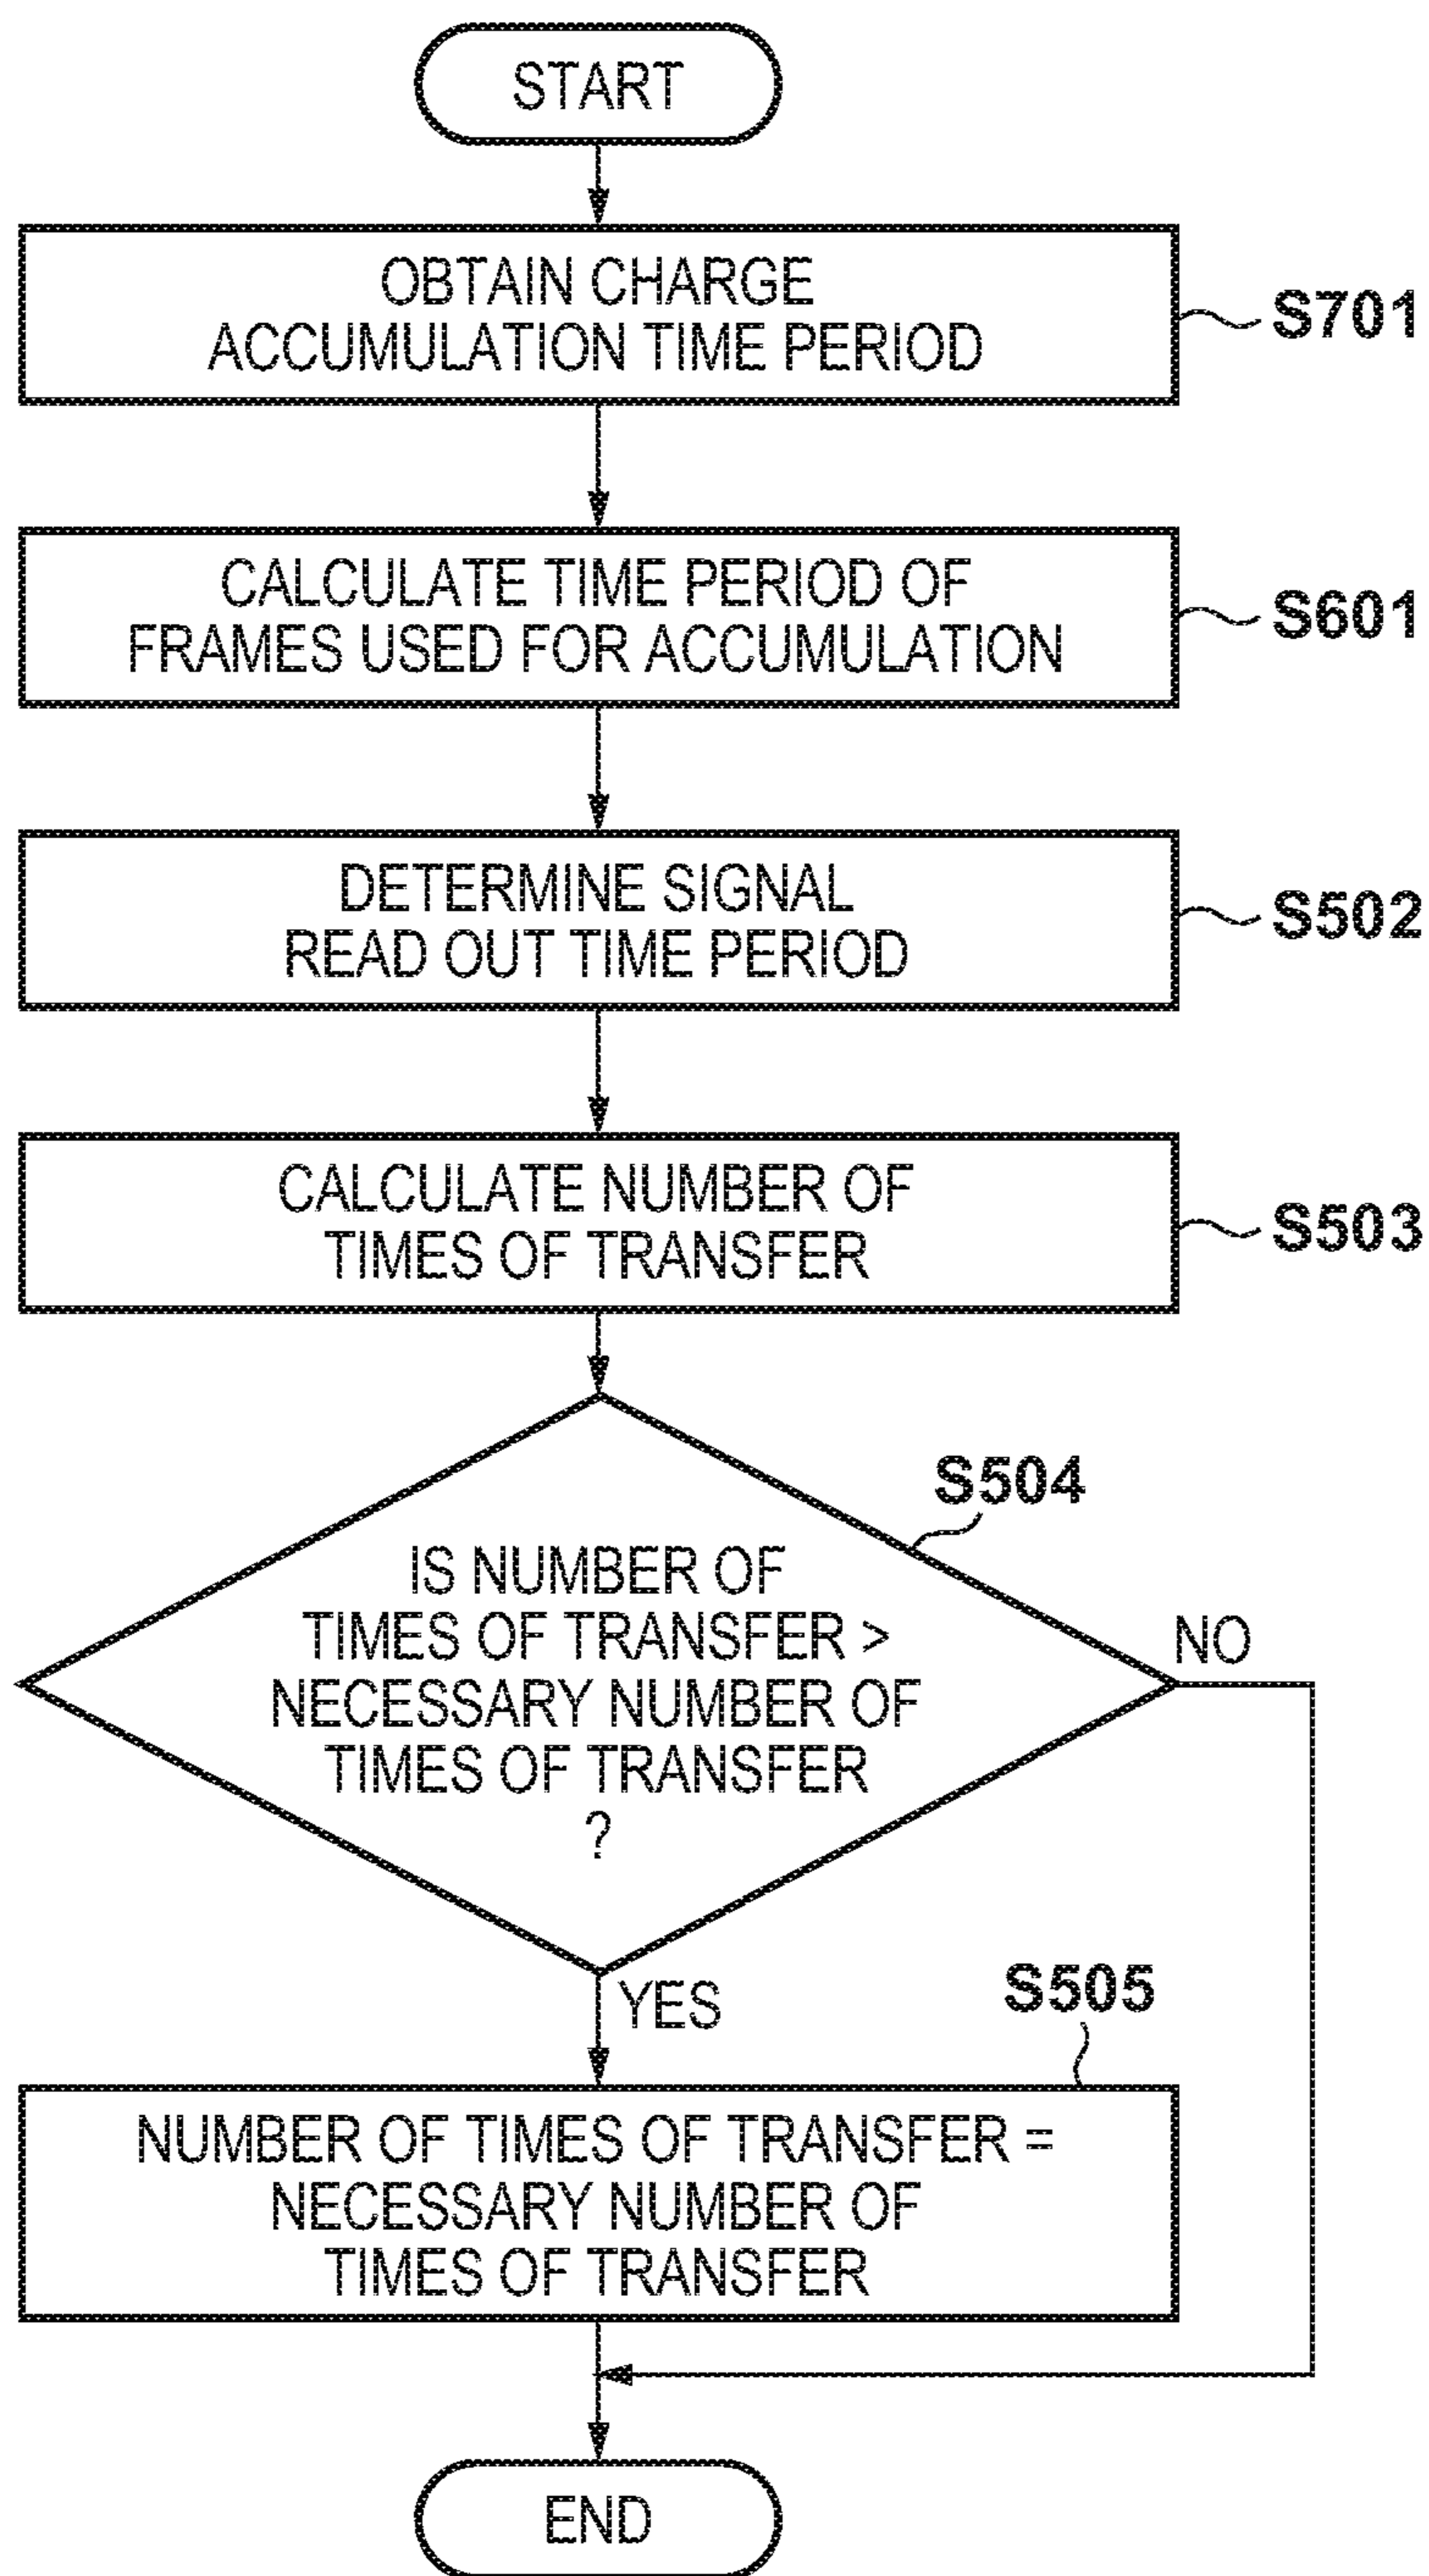 START
OBTAIN CHARGE
ACCUMULATION TIME PERIOD
S701
CALCULATE TIME PERIOD OF
FRAMES USED FOR ACCUMULATION
S601
DETERMINE SIGNAL
READ OUT TIME PERIOD
S502
CALCULATE NUMBER OF
TIMES OF TRANSFER
S503
S504
IS NUMBER OF
TIMES OF TRANSFER >
NECESSARY NUMBER OF
TIMES OF TRANSFER
?
NO
YES
S505
NUMBER OF TIMES OF TRANSFER =
NECESSARY NUMBER OF
TIMES OF TRANSFER
END